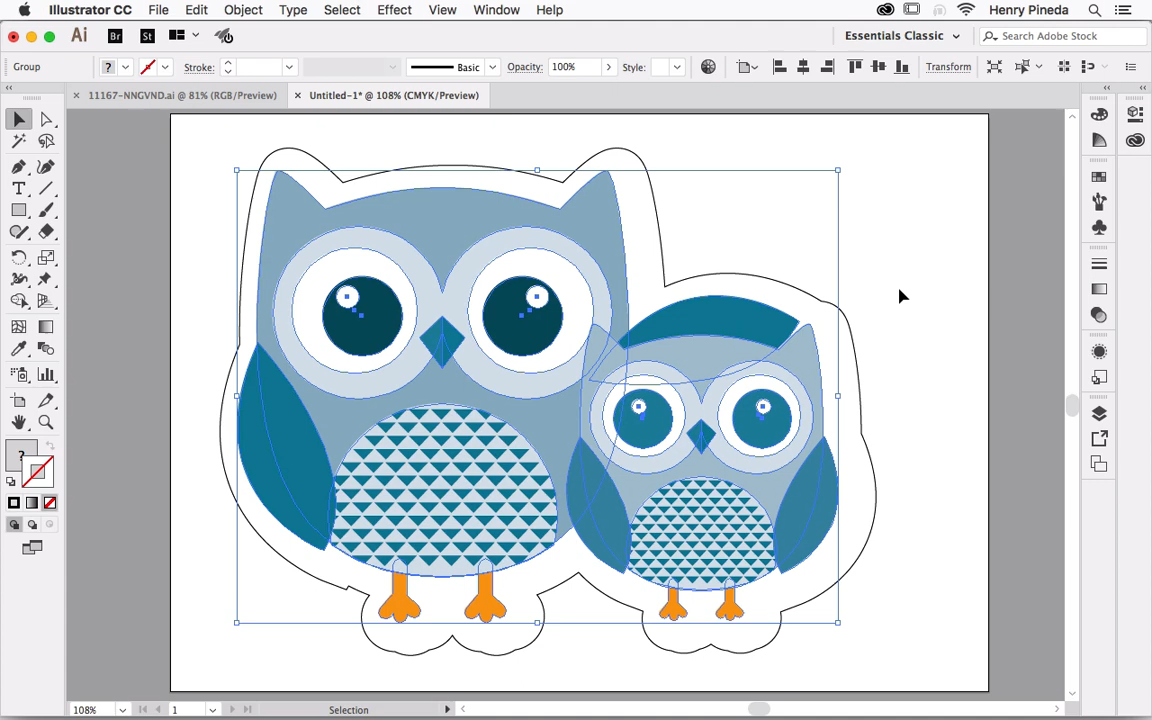 Illustrator CC File Edit Object Type Select Effect View Window Help Henry Pineda
Ai Br St Essentials Classic Search Adobe Stock
Group ? Stroke: Basic Opacity: 100% Style: Transform
11167-NNGVND.ai @ 81% (RGB/Preview) Untitled-1* @ 108% (CMYK/Preview)
T
?
108% 1 Selection